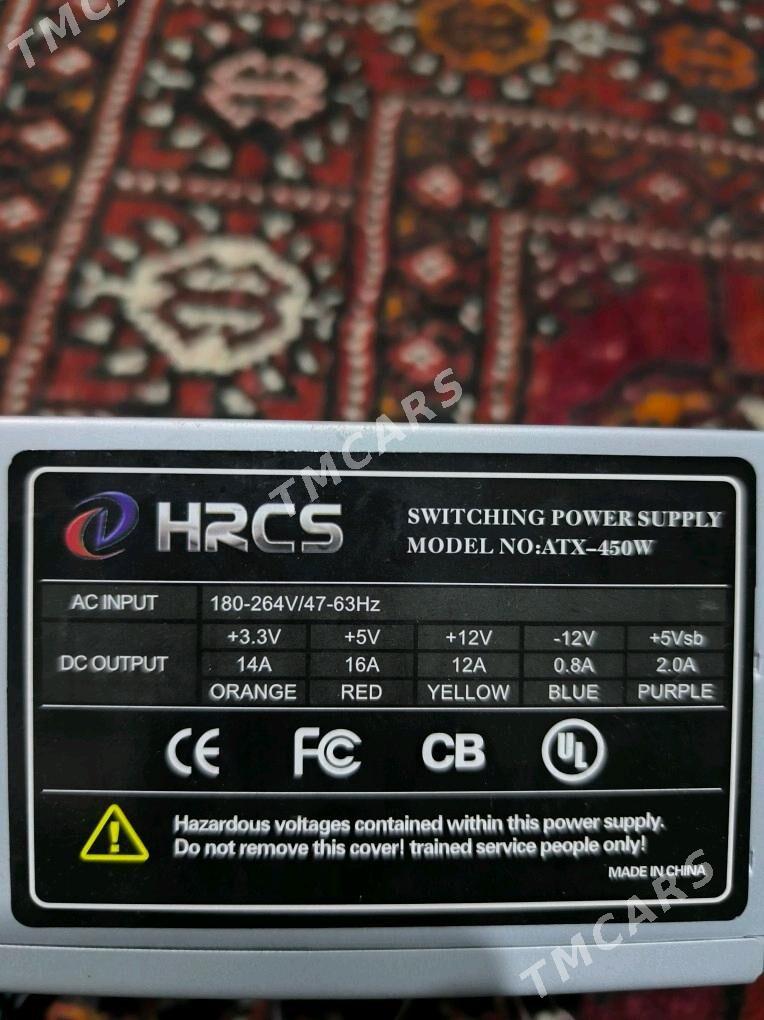 TMCARS
TMCARS
HRCS
SWITCHING POWER SUPPLY
MODEL NO:ATX-450W
AC INPUT 180-264V/47-63Hz
DC OUTPUT +3.3V +5V +12V -12V +5Vsb
14A 16A 12A 0.8A 2.0A
ORANGE RED YELLOW BLUE PURPLE
CE FC CB UL
Hazardous voltages contained within this power supply.
Do not remove this cover! trained service people only!
MADE IN CHINA
TMCARS